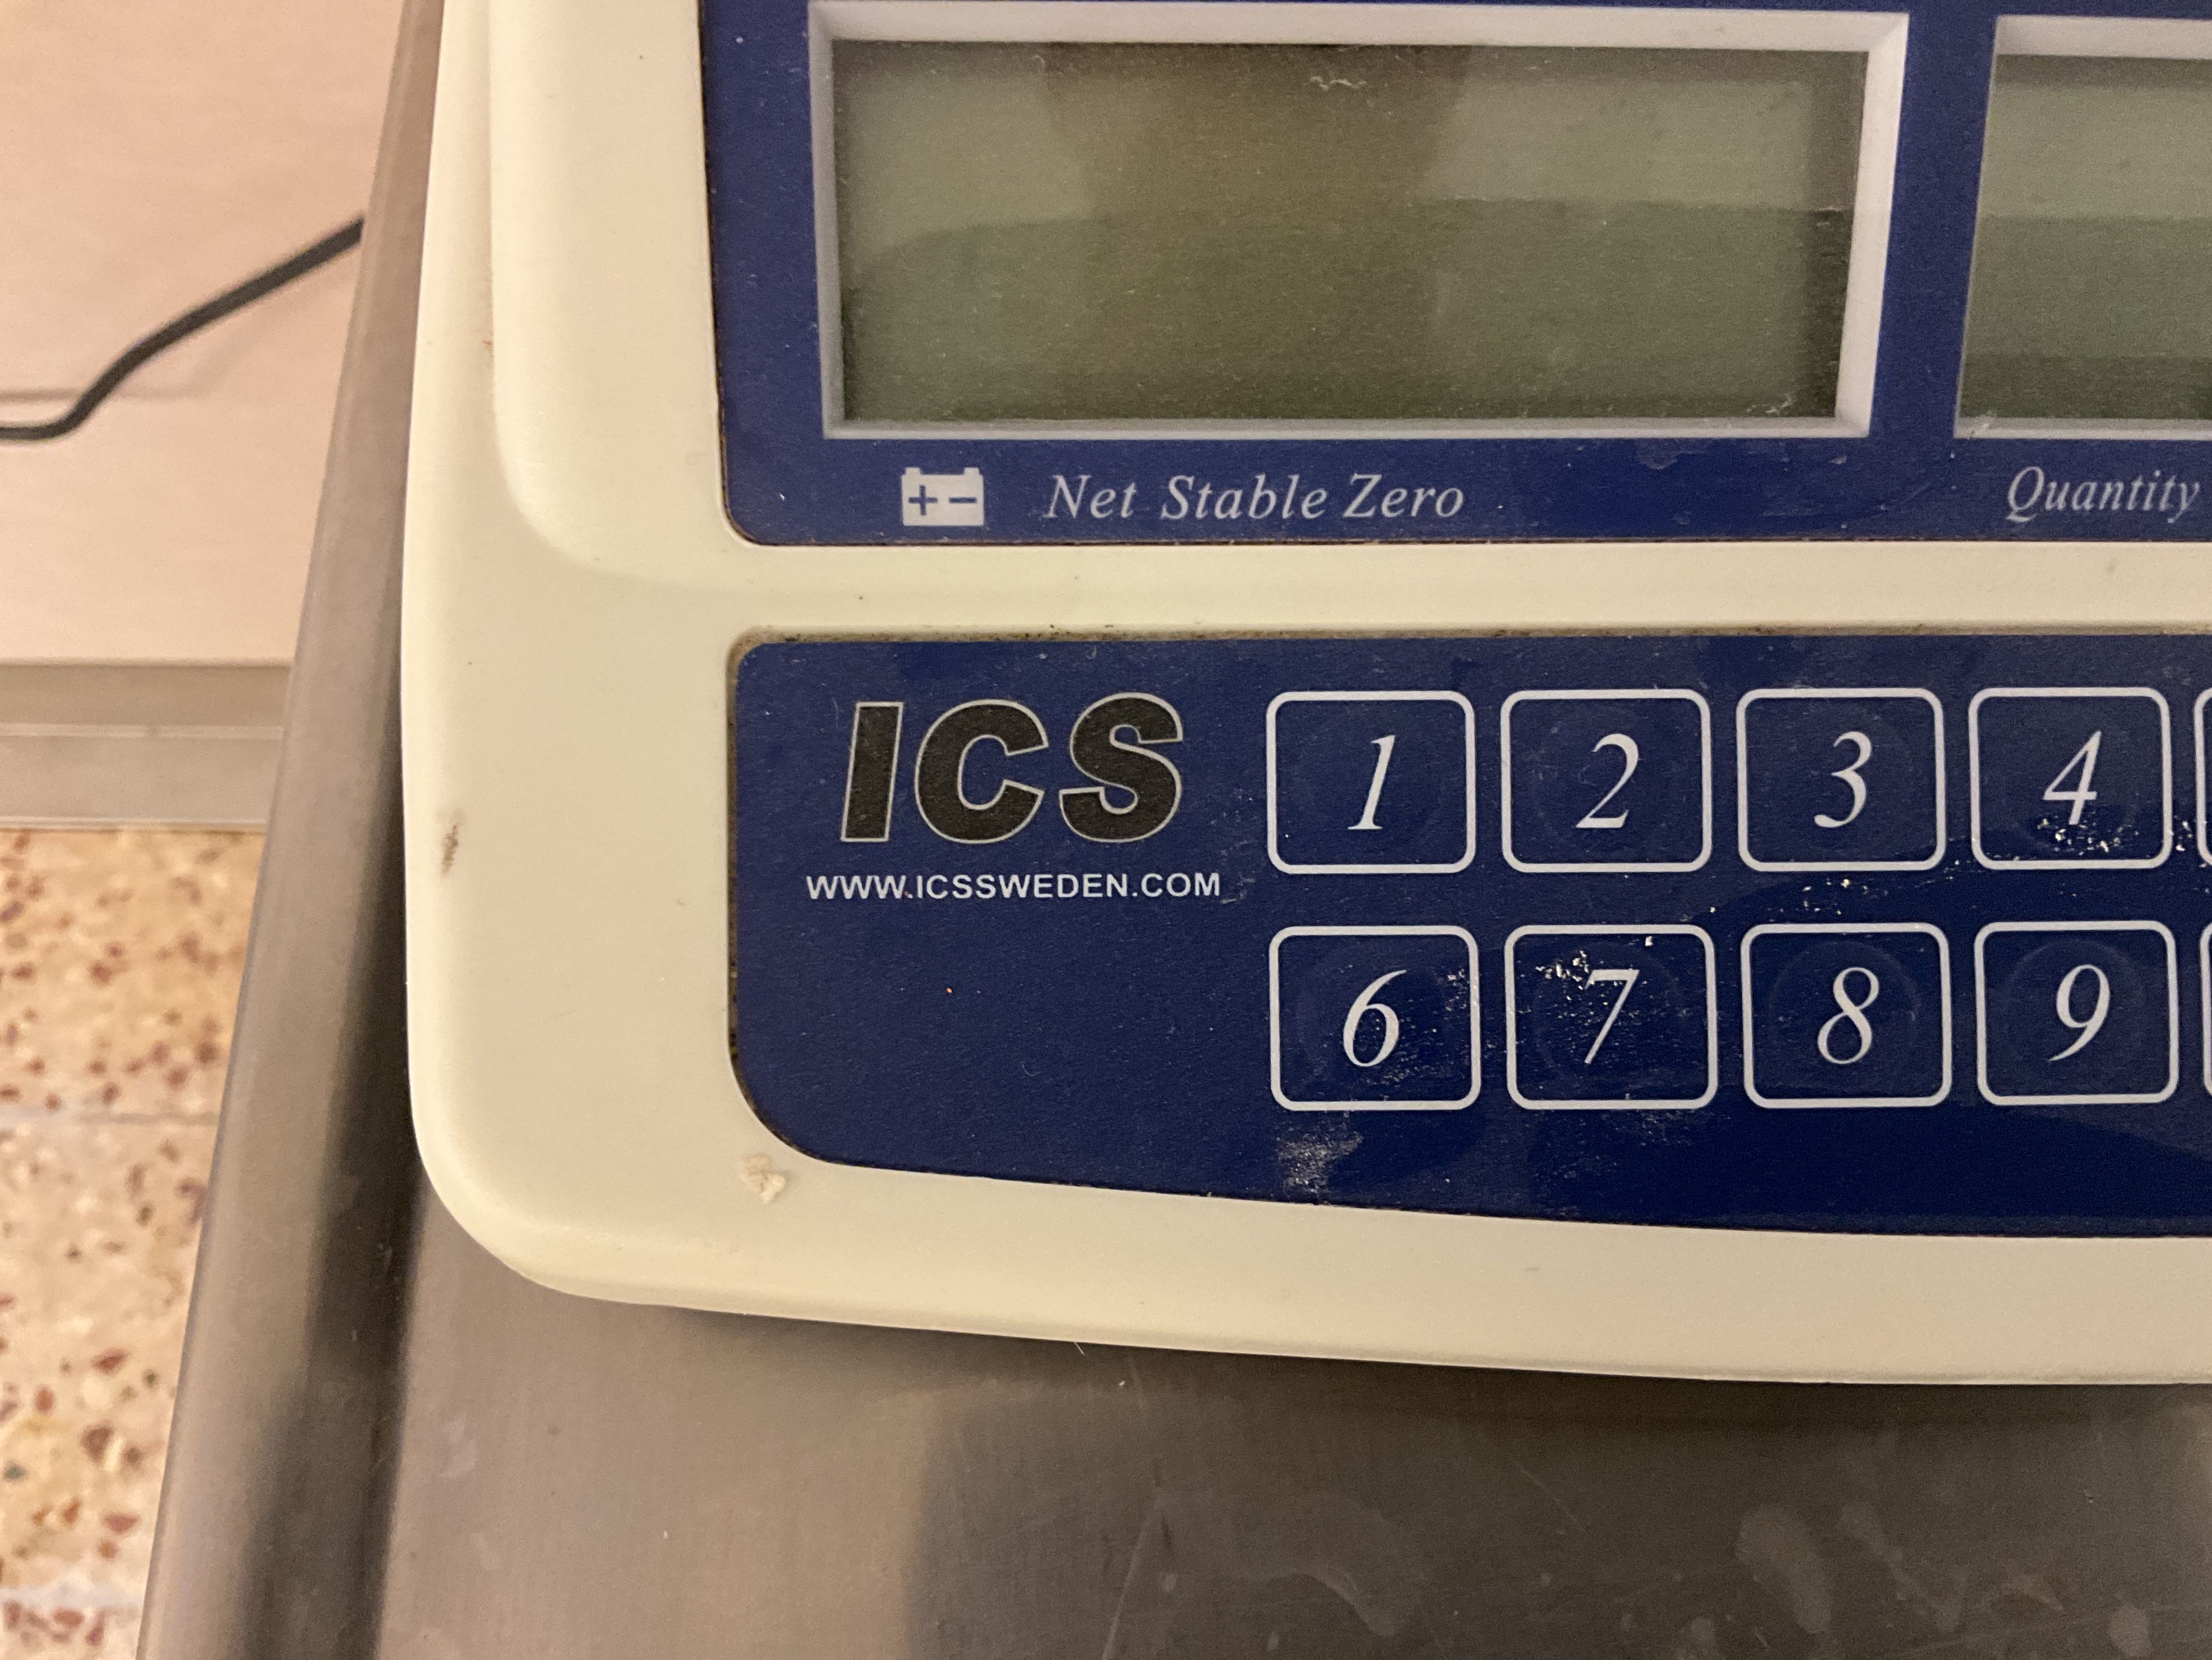 + -
Net Stable Zero
Quantity
ICS
WWW.ICSSWEDEN.COM
1 2 3 4
6 7 8 9